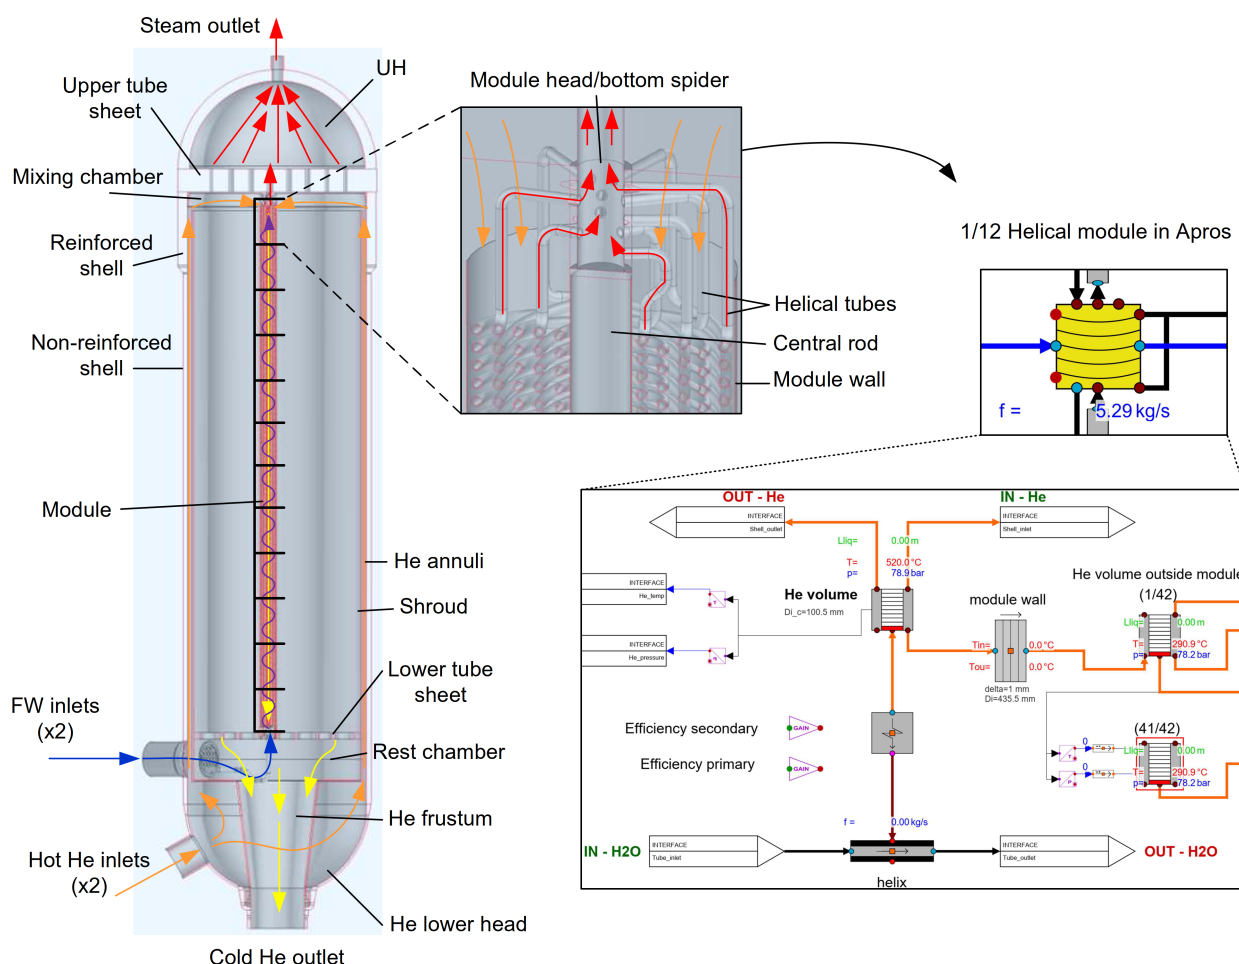 Steam outlet
UH
Upper tube
sheet
Mixing chamber
Reinforced
shell
Non-reinforced
shell
Module
He annuli
Shroud
Lower tube
sheet
FW inlets
(x2)
Rest chamber
He frustum
Hot He inlets
(x2)
He lower head
Cold He outlet
Module head/bottom spider
Helical tubes
Central rod
Module wall
1/12 Helical module in Apros
f = 5.29 kg/s
OUT - He
IN - He
INTERFACE
Shell_outlet
INTERFACE
Shell_inlet
Lliq= 0.00 m
T= 520.0 °C
p= 78.9 bar
INTERFACE
He_temp
He volume
Di_c=100.5 mm
INTERFACE
He_pressure
module wall
Tin= 0.0 °C
Tou= 0.0 °C
delta=1 mm
Di=435.5 mm
He volume outside module
(1/42)
Lliq= 0.00 m
T= 290.9 °C
p= 78.2 bar
(41/42)
0
0
Lliq= 0.00 m
T= 290.9 °C
p= 78.2 bar
Efficiency secondary
GAIN
Efficiency primary
GAIN
f = 0.00 kg/s
IN - H2O
INTERFACE
Tube_inlet
helix
INTERFACE
Tube_outlet
OUT - H2O